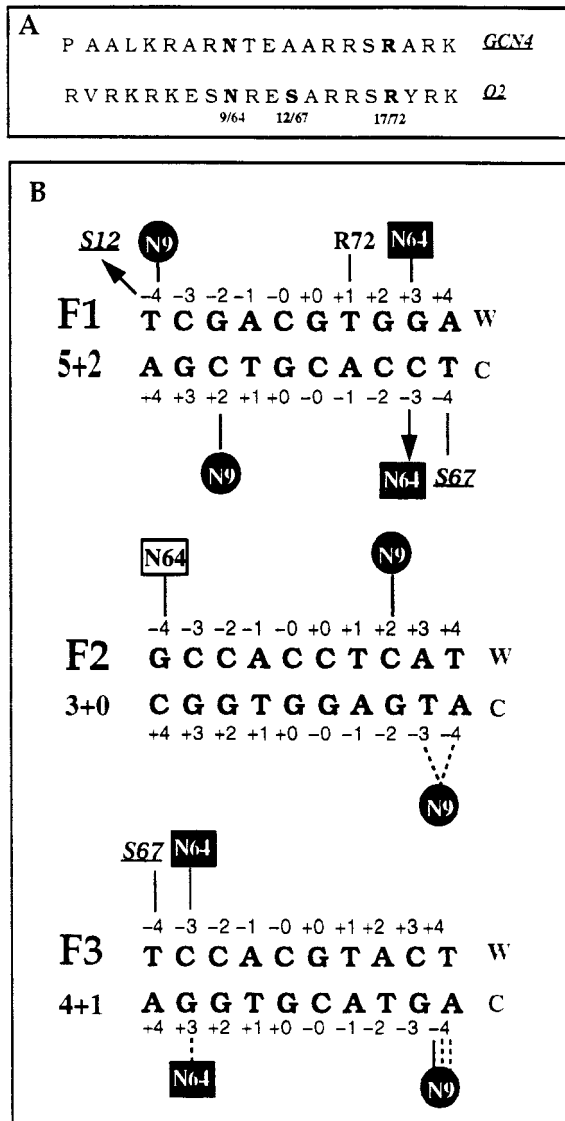 A
P A A L K R A R N T E A A R R S R A R K GCN4
R V R K R K E S N R E S A R R S R Y R K O2
9/64 12/67 17/72
B
S12 N9 R72 N64
−4 −3 −2 −1 −0 +0 +1 +2 +3 +4
F1 T C G A C G T G G A W
5+2 A G C T G C A C C T C
+4 +3 +2 +1 +0 −0 −1 −2 −3 −4
N9 N64 S67
N64 N9
−4 −3 −2 −1 −0 +0 +1 +2 +3 +4
F2 G C C A C C T C A T W
3+0 C G G T G G A G T A C
+4 +3 +2 +1 +0 −0 −1 −2 −3 −4
N9
S67 N64
−4 −3 −2 −1 −0 +0 +1 +2 +3 +4
F3 T C C A C G T A C T W
4+1 A G G T G C A T G A C
+4 +3 +2 +1 +0 −0 −1 −2 −3 −4
N64 N9